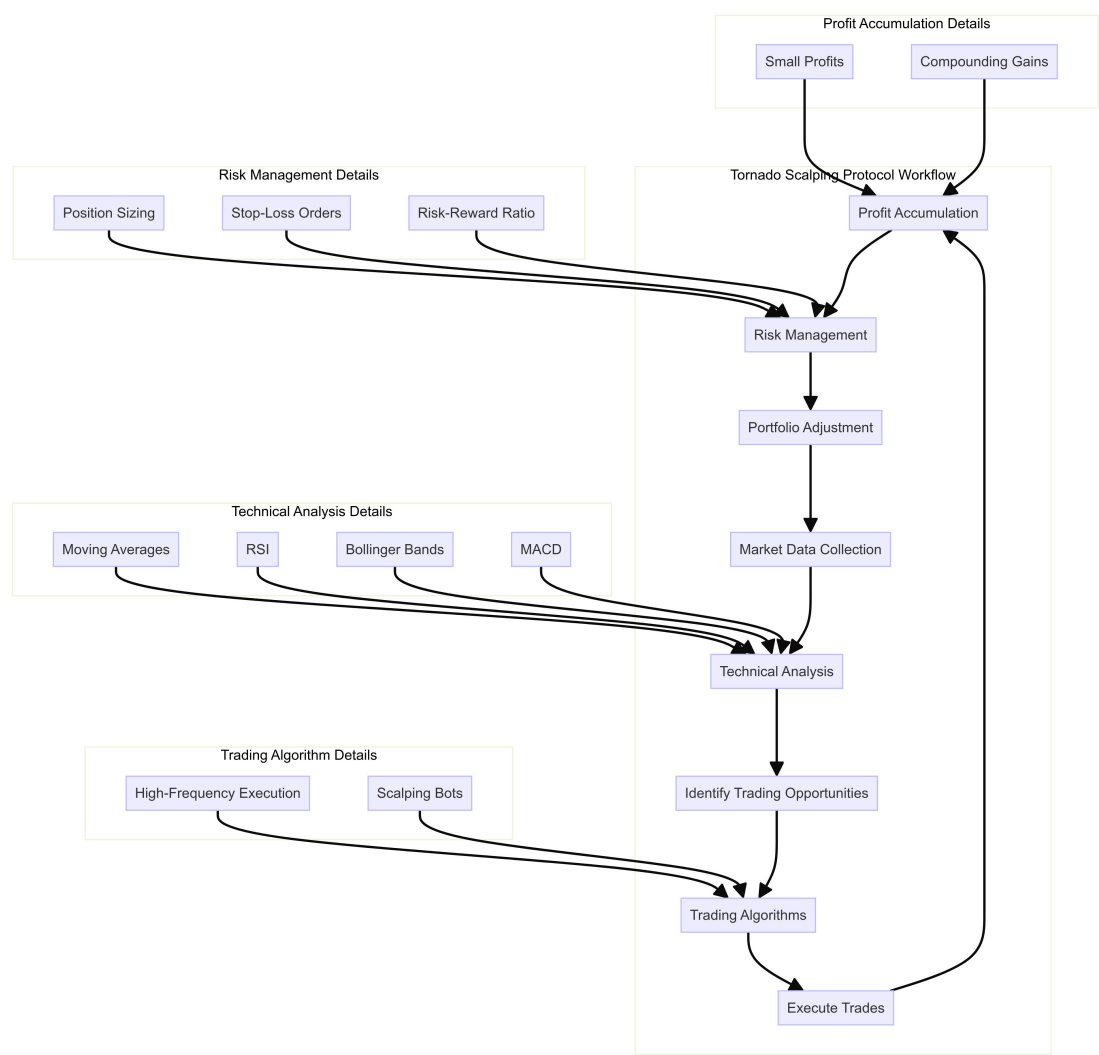 Profit Accumulation Details
Small Profits
Compounding Gains
Risk Management Details
Tornado Scalping Protocol Workflow
Position Sizing
Stop-Loss Orders
Risk-Reward Ratio
Profit Accumulation
Risk Management
Portfolio Adjustment
Technical Analysis Details
Moving Averages
RSI
Bollinger Bands
MACD
Market Data Collection
Technical Analysis
Trading Algorithm Details
High-Frequency Execution
Scalping Bots
Identify Trading Opportunities
Trading Algorithms
Execute Trades